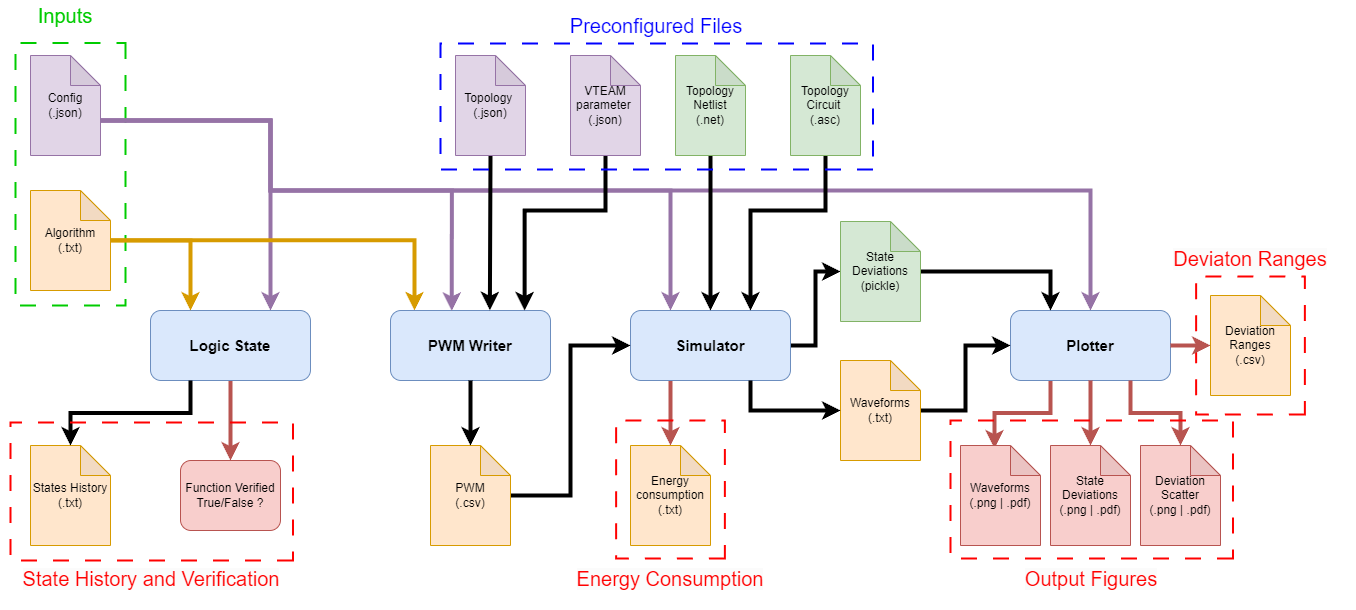 Inputs
Preconfigured Files
Config
(.json)
Topology
(.json)
VTEAM
parameter
(.json)
Topology
Netlist
(.net)
Topology
Circuit
(.asc)
Algorithm
(.txt)
State
Deviations
(pickle)
Deviaton Ranges
Logic State
PWM Writer
Simulator
Plotter
Deviation
Ranges
(.csv)
Waveforms
(.txt)
States History
(.txt)
Function Verified
True/False ?
PWM
(.csv)
Energy
consumption
(.txt)
Waveforms
(.png | .pdf)
State
Deviations
(.png | .pdf)
Deviation
Scatter
(.png | .pdf)
State History and Verification
Energy Consumption
Output Figures